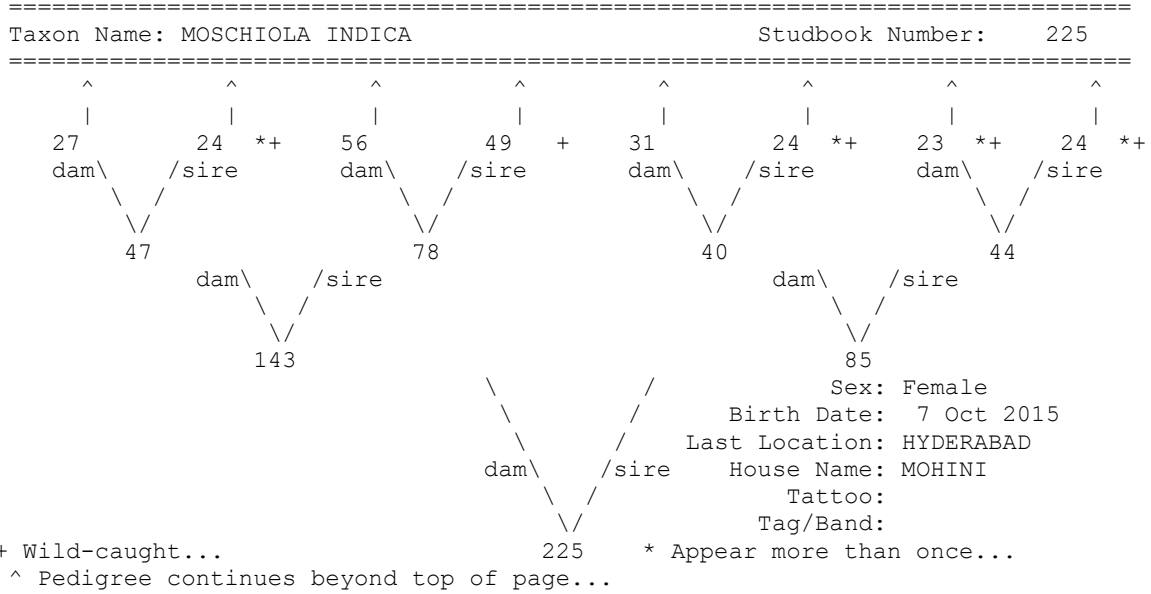 ==============================================================================
Taxon Name: MOSCHIOLA INDICA                        Studbook Number:    225
==============================================================================
     ^         ^         ^         ^         ^         ^         ^         ^
     |         |         |         |         |         |         |         |
   27        24  *+    56        49   +    31        24  *+    23  *+    24  *+
   dam\    /sire       dam\    /sire       dam\    /sire       dam\    /sire
       \  /                \  /                \  /                \  /
        \/                  \/                  \/                  \/
        47                  78                  40                  44
             dam\     /sire                          dam\     /sire
                 \  /                                    \  /
                  \/                                      \/
                 143                                      85
                                 \          /            Sex: Female
                                  \        /      Birth Date:  7 Oct 2015
                                   \      /    Last Location: HYDERABAD
                                 dam\    /sire    House Name: MOHINI
                                     \  /             Tattoo:
                                      \/            Tag/Band:
+ Wild-caught...                      225    * Appear more than once...
^ Pedigree continues beyond top of page...